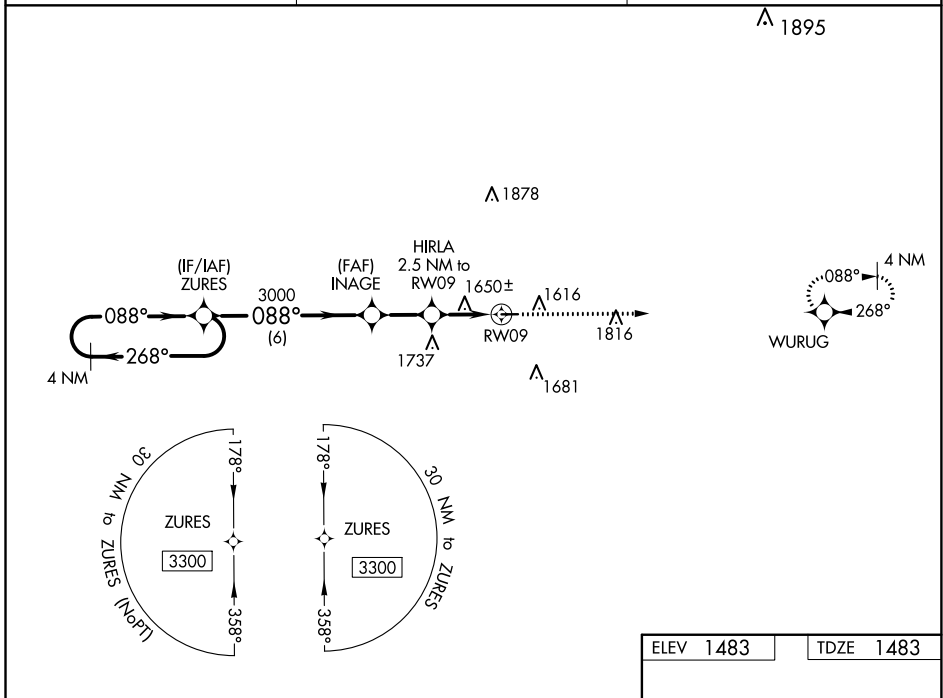 1895
1878
HIRLA
2.5 NM to
RW09
(IF/IAF)
ZURES
(FAF)
INAGE
1650±
1616
4 NM
088°
268°
WURUG
088°
3000
088°
(6)
RW09
1816
268°
4 NM
1737
1681
178°
178°
30 NM to ZURES (NoPT)
30 NM to ZURES
ZURES
3300
ZURES
3300
358°
358°
ELEV 1483
TDZE 1483